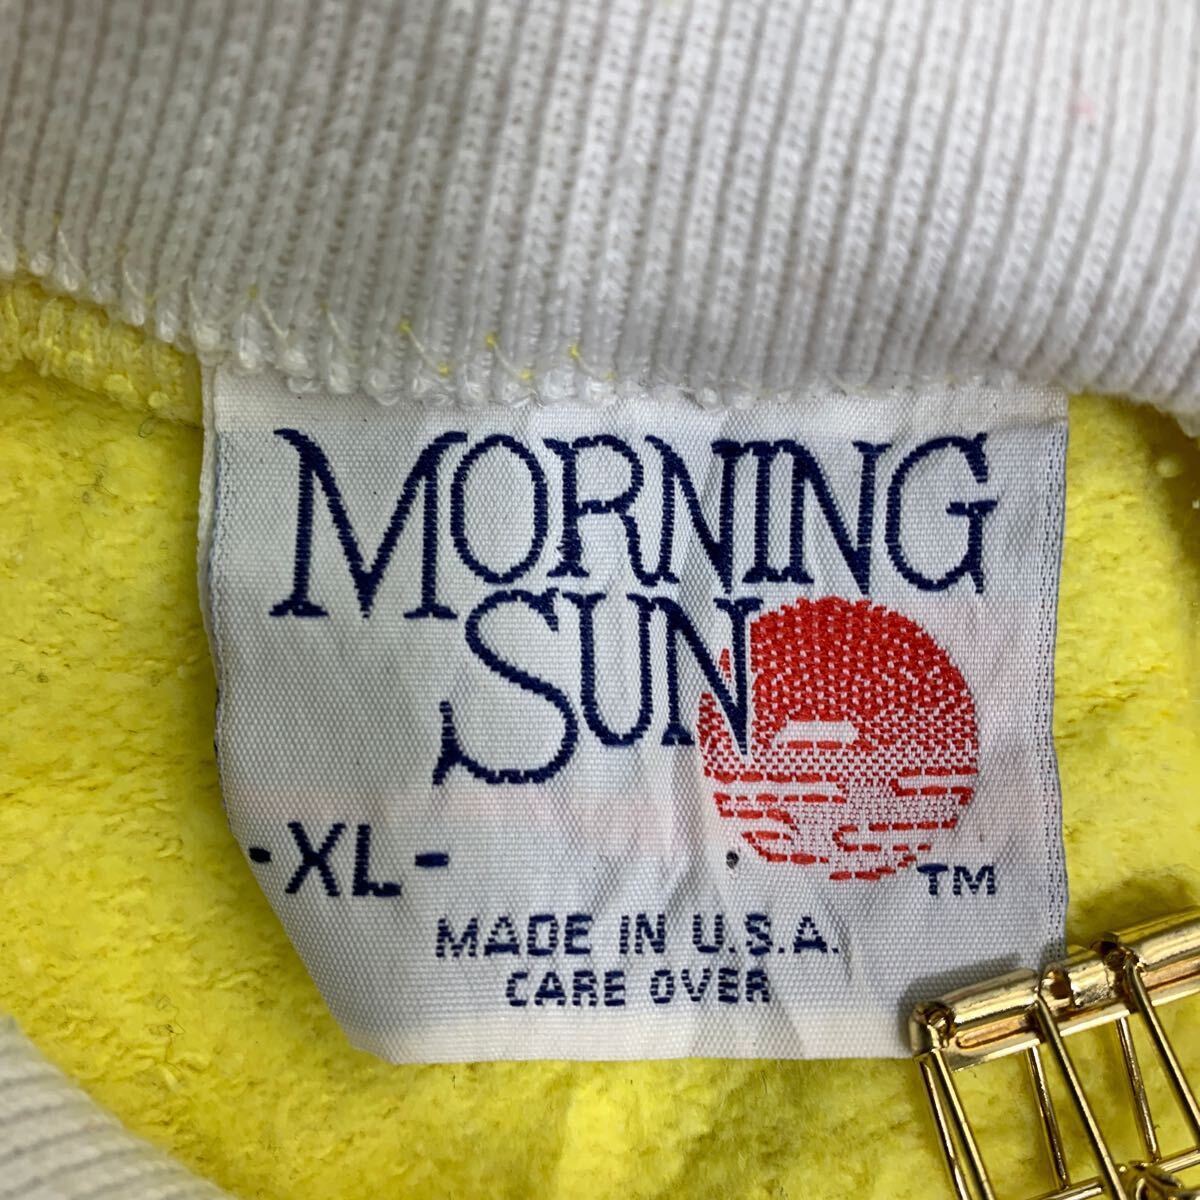 MORNING
SUN
-XL-
TM
MADE IN U.S.A.
CARE OVER